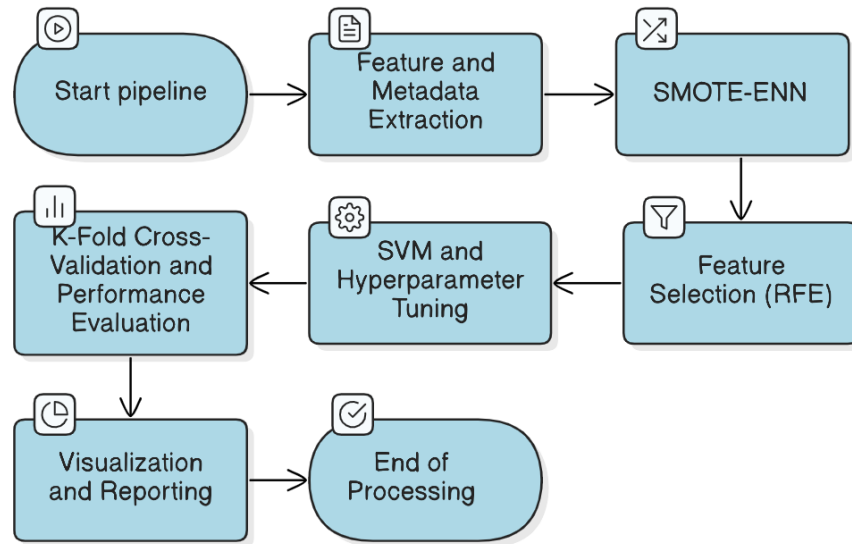 Start pipeline
Feature and
Metadata
Extraction
SMOTE-ENN
Feature
Selection (RFE)
SVM and
Hyperparameter
Tuning
K-Fold Cross-
Validation and
Performance
Evaluation
Visualization
and Reporting
End of
Processing